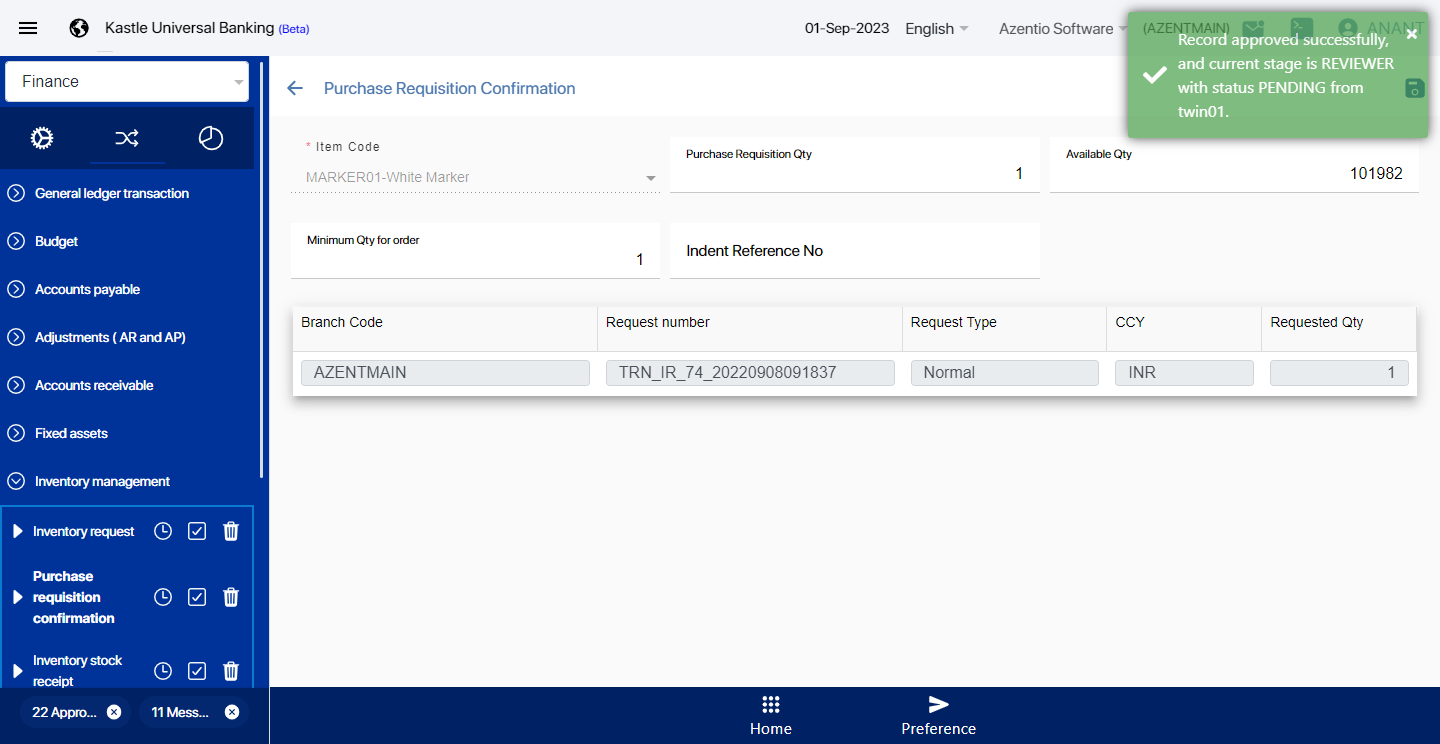 Kastle Universal Banking (Beta)
01-Sep-2023
English
Azentio Software
(AZENTMAIN)
ANANT
Record approved successfully,
and current stage is REVIEWER
with status PENDING from
twin01.
Finance
Purchase Requisition Confirmation
General ledger transaction
Budget
Accounts payable
Adjustments ( AR and AP)
Accounts receivable
Fixed assets
Inventory management
Inventory request
Purchase
requisition
confirmation
Inventory stock
receipt
22 Appro...
11 Mess...
* Item Code
MARKER01-White Marker
Purchase Requisition Qty
1
Available Qty
101982
Minimum Qty for order
1
Indent Reference No
Branch Code Request number Request Type CCY Requested Qty
AZENTMAIN TRN_IR_74_20220908091837 Normal INR 1
Home
Preference